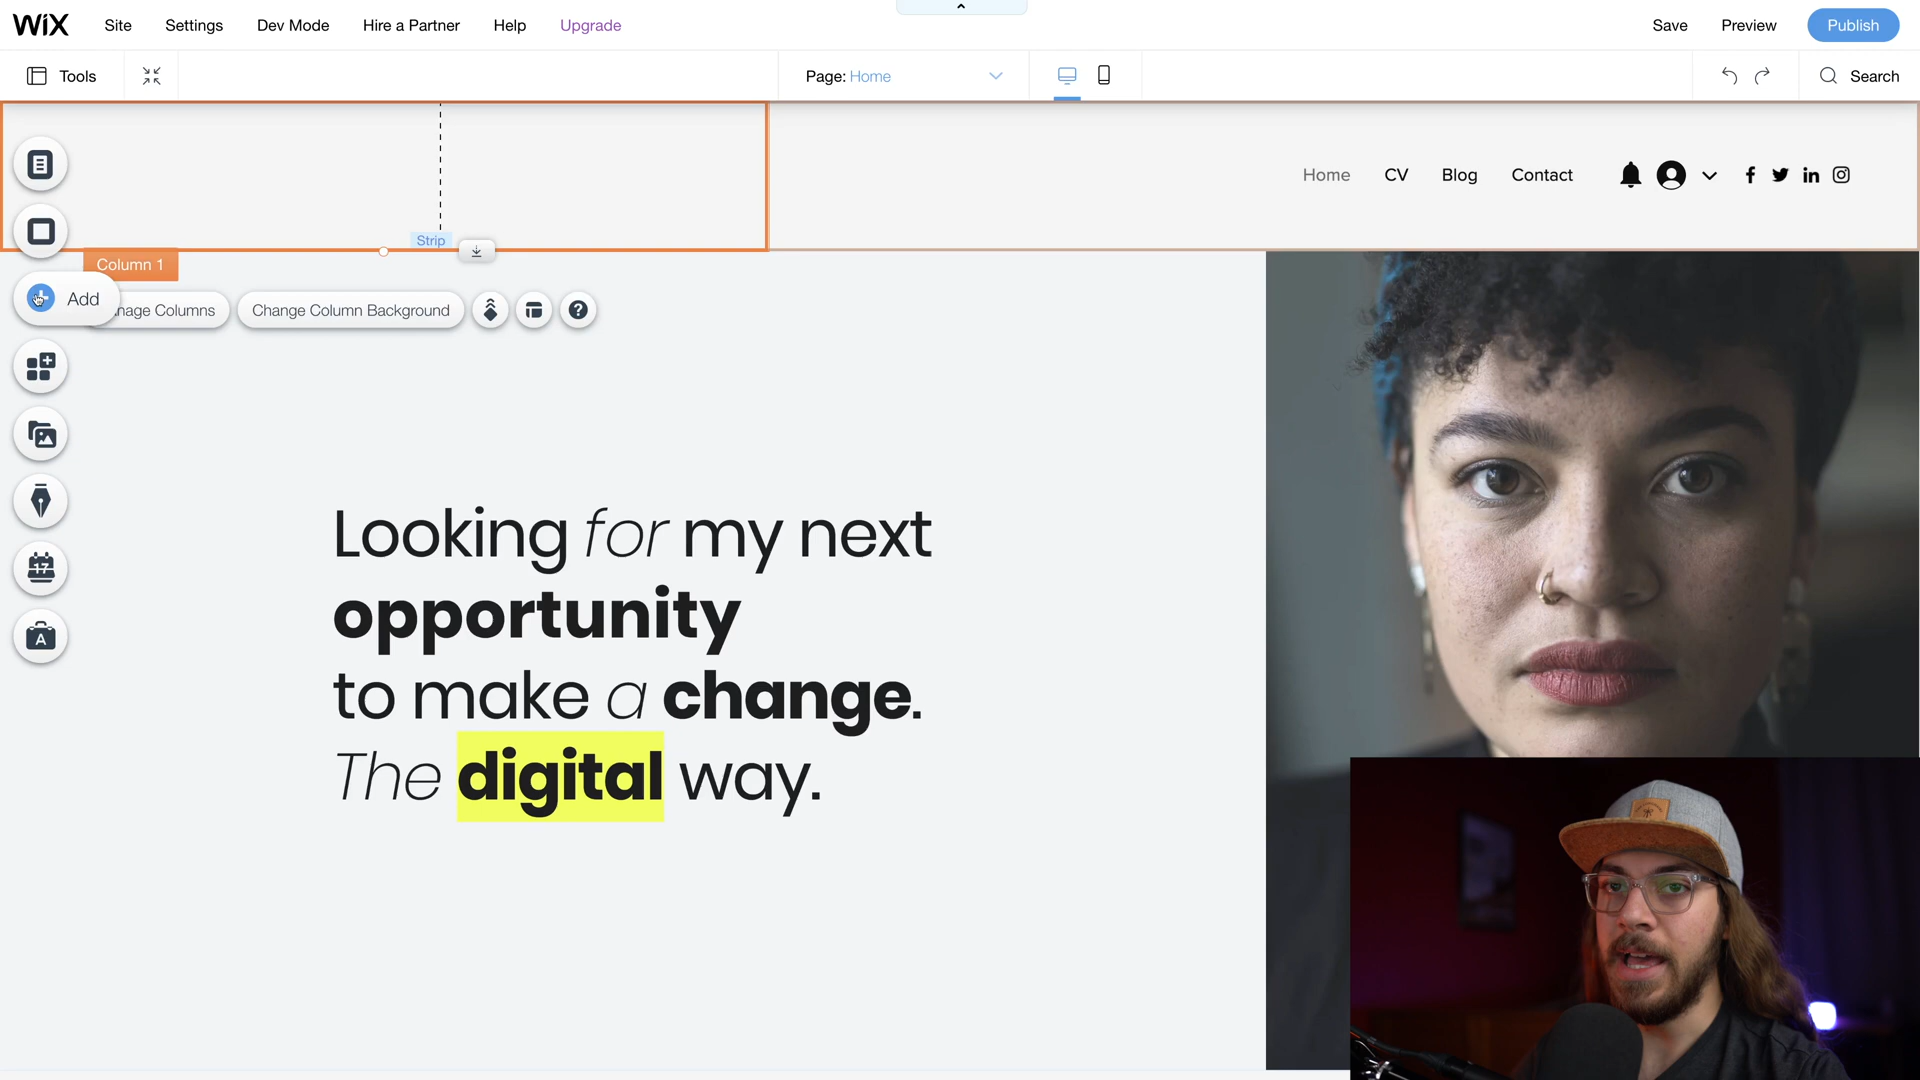 WiX Site Settings Dev Mode Hire a Partner Help Upgrade Save Preview Publish
Tools Page: Home Search
Home CV Blog Contact
Strip
Column 1
Add nage Columns Change Column Background ?
17
A
Looking for my next
opportunity
to make a change.
The digital way.